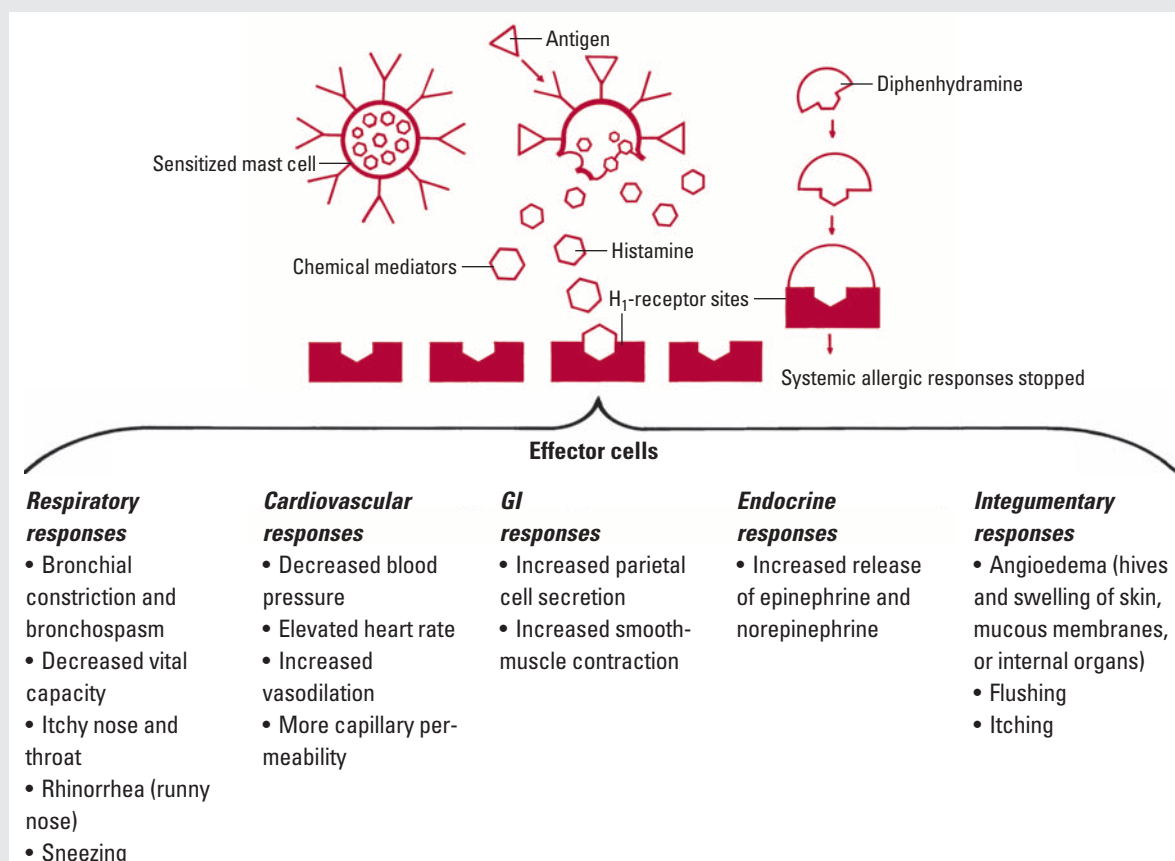 Antigen
Diphenhydramine
Sensitized mast cell
Histamine
Chemical mediators
H₁-receptor sites
Systemic allergic responses stopped
Effector cells
Respiratory
responses
• Bronchial
constriction and
bronchospasm
• Decreased vital
capacity
• Itchy nose and
throat
• Rhinorrhea (runny
nose)
• Sneezing
Cardiovascular
responses
• Decreased blood
pressure
• Elevated heart rate
• Increased
vasodilation
• More capillary per-
meability
GI
responses
• Increased parietal
cell secretion
• Increased smooth-
muscle contraction
Endocrine
responses
• Increased release
of epinephrine and
norepinephrine
Integumentary
responses
• Angioedema (hives
and swelling of skin,
mucous membranes,
or internal organs)
• Flushing
• Itching